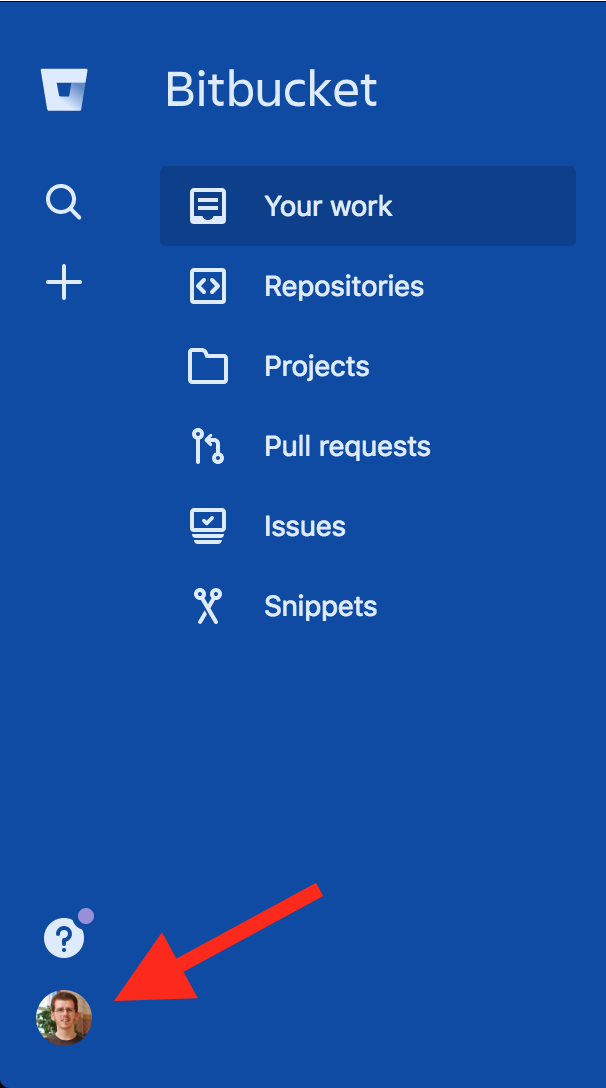 Bitbucket
Your work
Repositories
Projects
Pull requests
Issues
Snippets
?